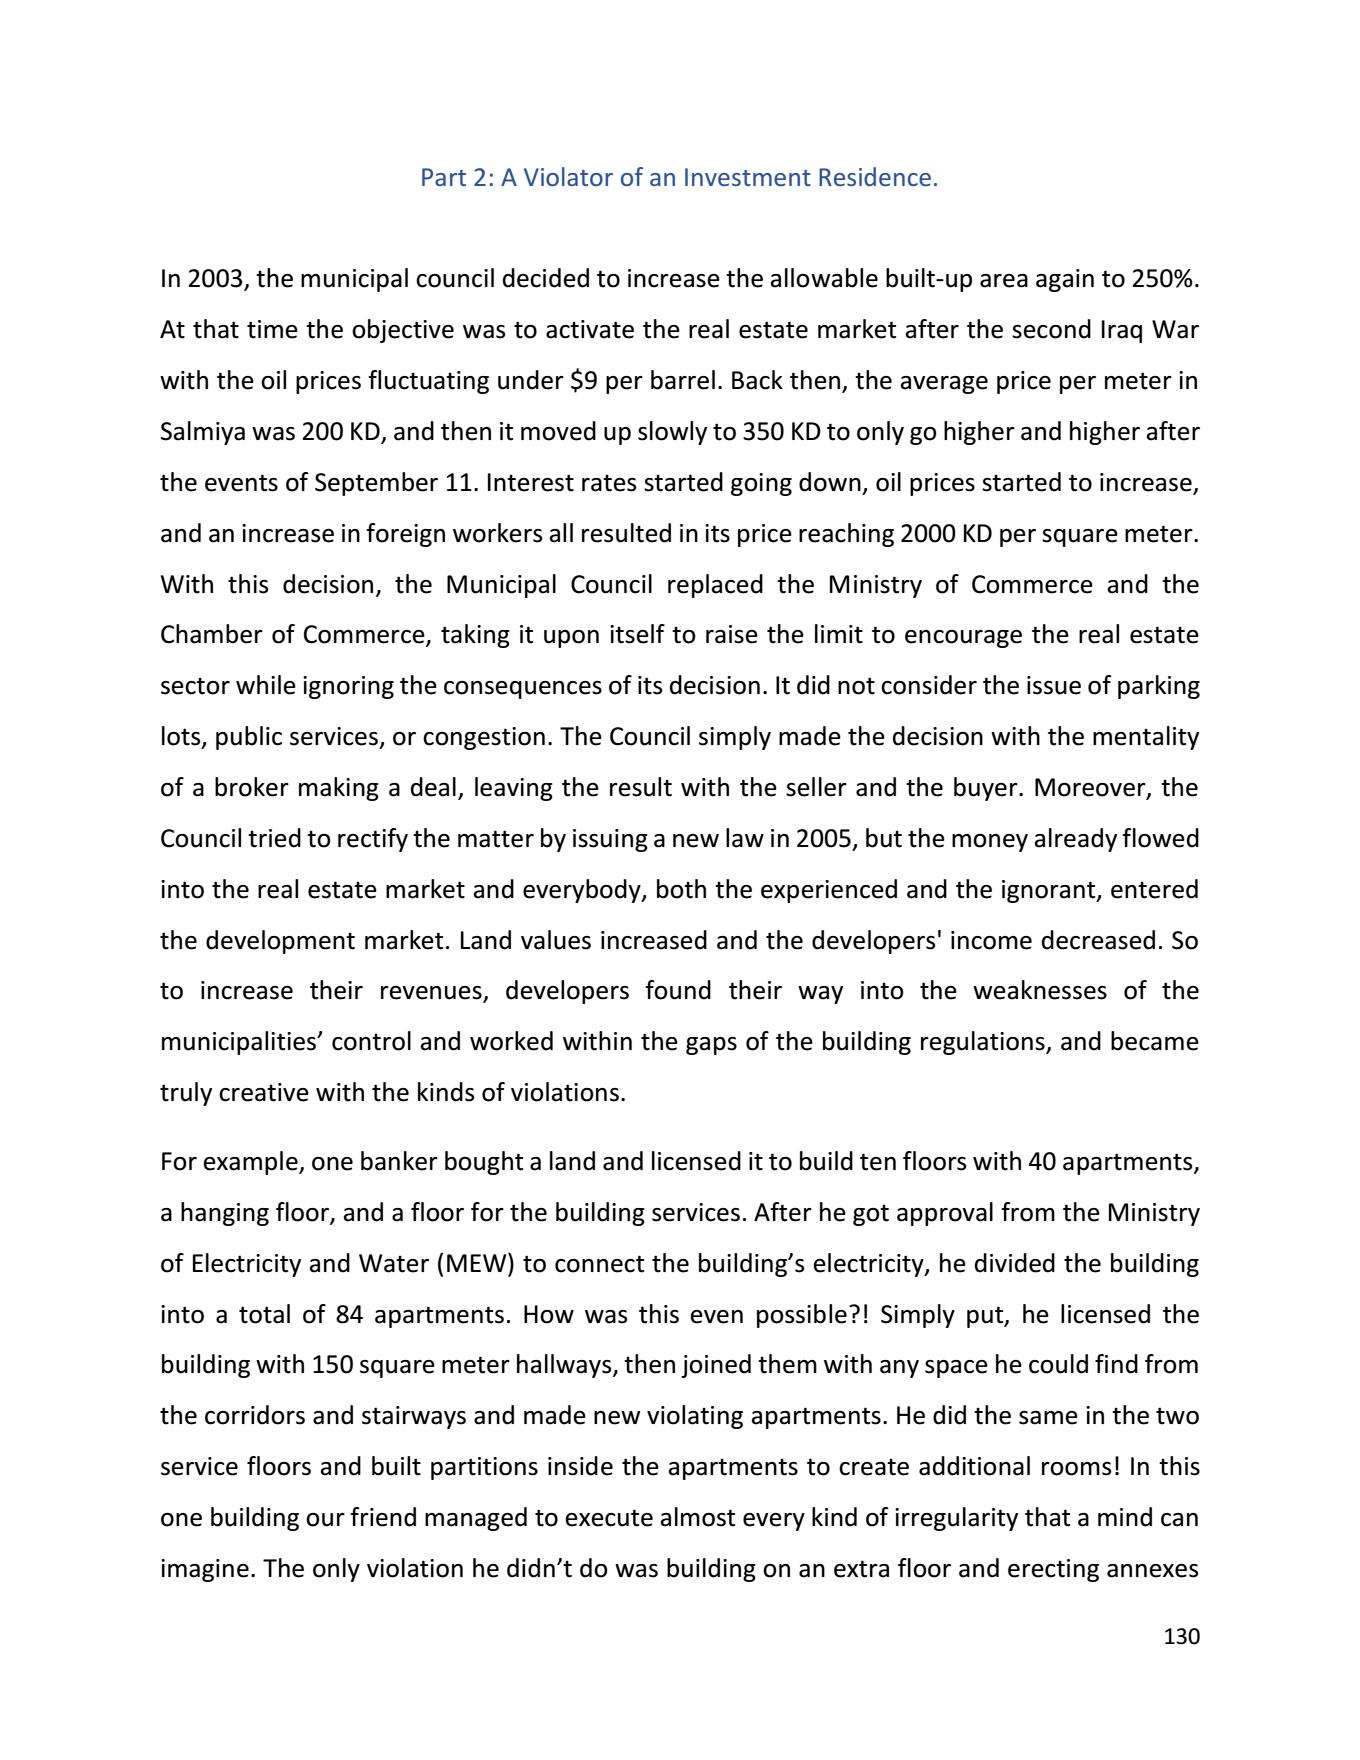 Part 2: A Violator of an Investment Residence.
In 2003, the municipal council decided to increase the allowable built-up area again to 250%.
At that time the objective was to activate the real estate market after the second Iraq War
with the oil prices fluctuating under $9 per barrel. Back then, the average price per meter in
Salmiya was 200 KD, and then it moved up slowly to 350 KD to only go higher and higher after
the events of September 11. Interest rates started going down, oil prices started to increase,
and an increase in foreign workers all resulted in its price reaching 2000 KD per square meter.
With this decision, the Municipal Council replaced the Ministry of Commerce and the
Chamber of Commerce, taking it upon itself to raise the limit to encourage the real estate
sector while ignoring the consequences of its decision. It did not consider the issue of parking
lots, public services, or congestion. The Council simply made the decision with the mentality
of a broker making a deal, leaving the result with the seller and the buyer. Moreover, the
Council tried to rectify the matter by issuing a new law in 2005, but the money already flowed
into the real estate market and everybody, both the experienced and the ignorant, entered
the development market. Land values increased and the developers' income decreased. So
to increase their revenues, developers found their way into the weaknesses of the
municipalities’ control and worked within the gaps of the building regulations, and became
truly creative with the kinds of violations.
For example, one banker bought a land and licensed it to build ten floors with 40 apartments,
a hanging floor, and a floor for the building services. After he got approval from the Ministry
of Electricity and Water (MEW) to connect the building’s electricity, he divided the building
into a total of 84 apartments. How was this even possible?! Simply put, he licensed the
building with 150 square meter hallways, then joined them with any space he could find from
the corridors and stairways and made new violating apartments. He did the same in the two
service floors and built partitions inside the apartments to create additional rooms! In this
one building our friend managed to execute almost every kind of irregularity that a mind can
imagine. The only violation he didn’t do was building on an extra floor and erecting annexes
130